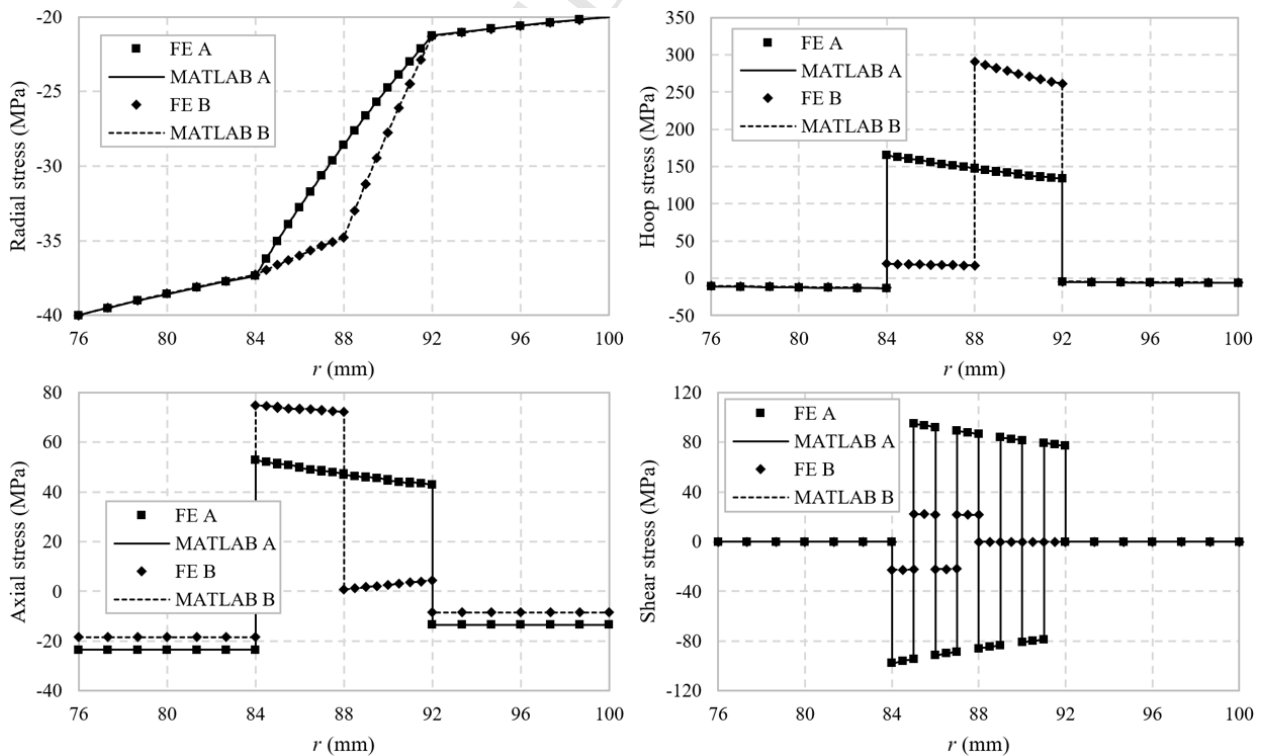 -20
-25
-30
-35
-40
Radial stress (MPa)
FE A
MATLAB A
FE B
MATLAB B
76 80 84 88 92 96 100
r (mm)
350
300
250
200
150
100
50
0
-50
Hoop stress (MPa)
FE A
MATLAB A
FE B
MATLAB B
76 80 84 88 92 96 100
r (mm)
80
60
40
20
0
-20
-40
Axial stress (MPa)
FE A
MATLAB A
FE B
MATLAB B
76 80 84 88 92 96 100
r (mm)
120
80
40
0
-40
-80
-120
Shear stress (MPa)
FE A
MATLAB A
FE B
MATLAB B
76 80 84 88 92 96 100
r (mm)